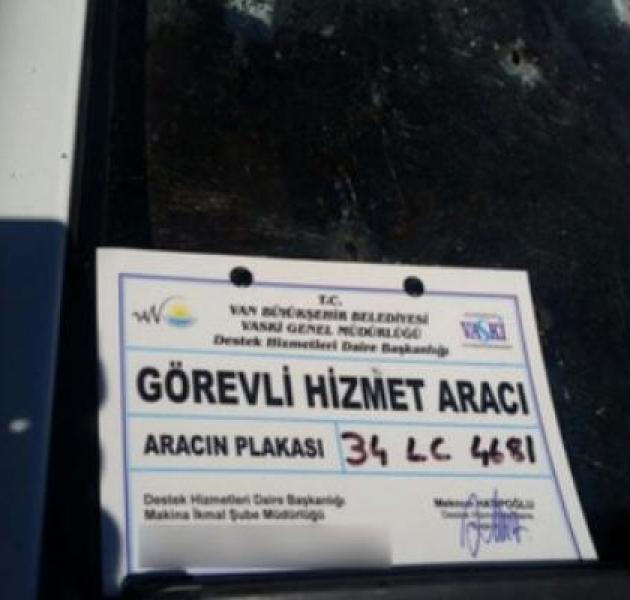 T.C.
VAN BÜYÜKŞEHİR BELEDİYESİ
VASKİ GENEL MÜDÜRLÜĞÜ
Destek Hizmetleri Daire Başkanlığı
VASKİ
GÖREVLİ HİZMET ARACI
ARACIN PLAKASI 34 LC 4681
Destek Hizmetleri Daire Başkanlığı
Makina İkmal Şube Müdürlüğü